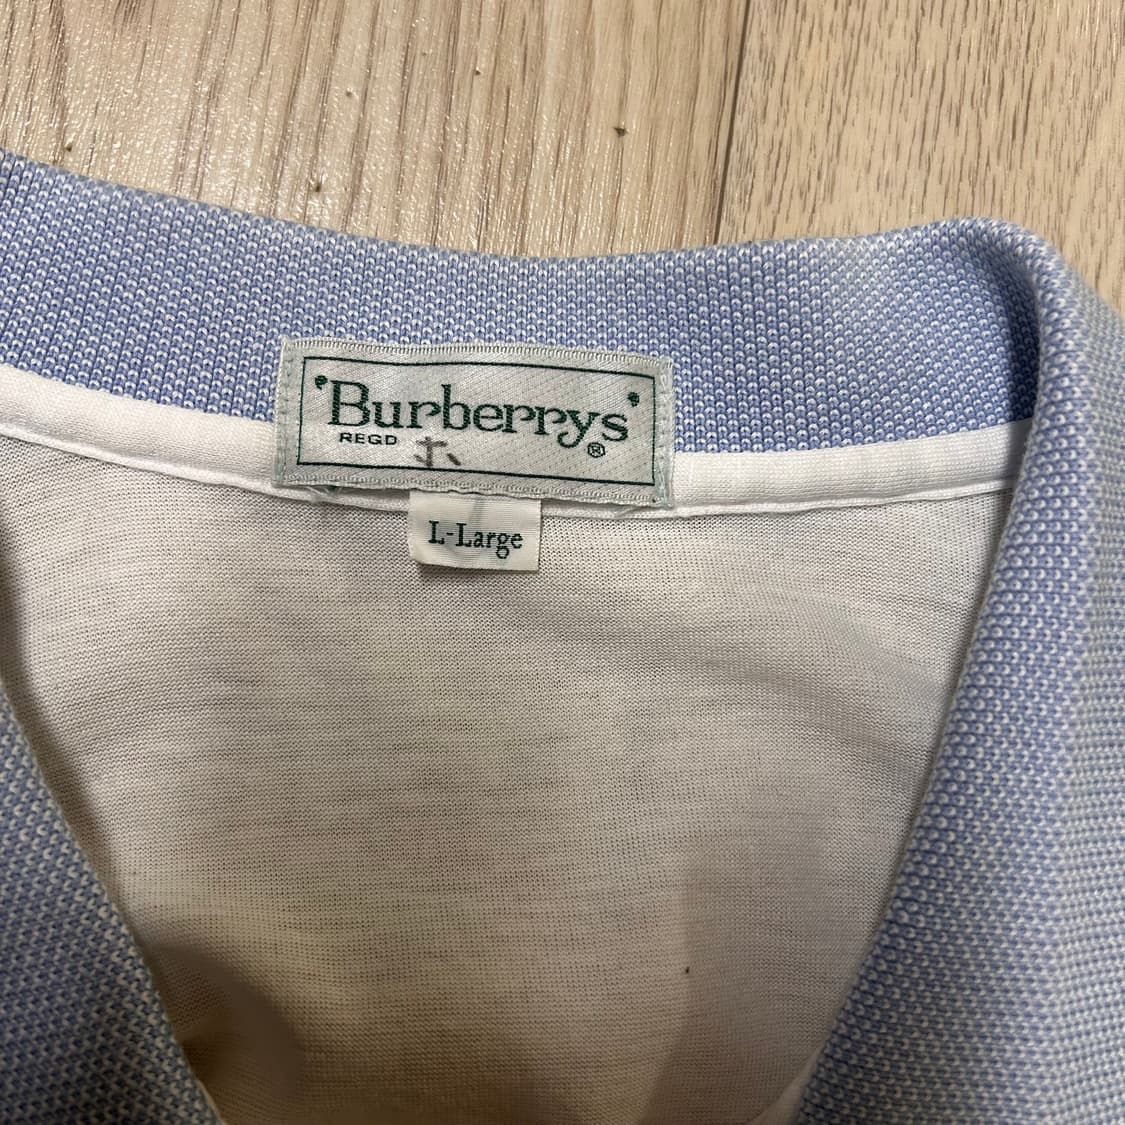 'Burberrys'
REGD ®
L-Large